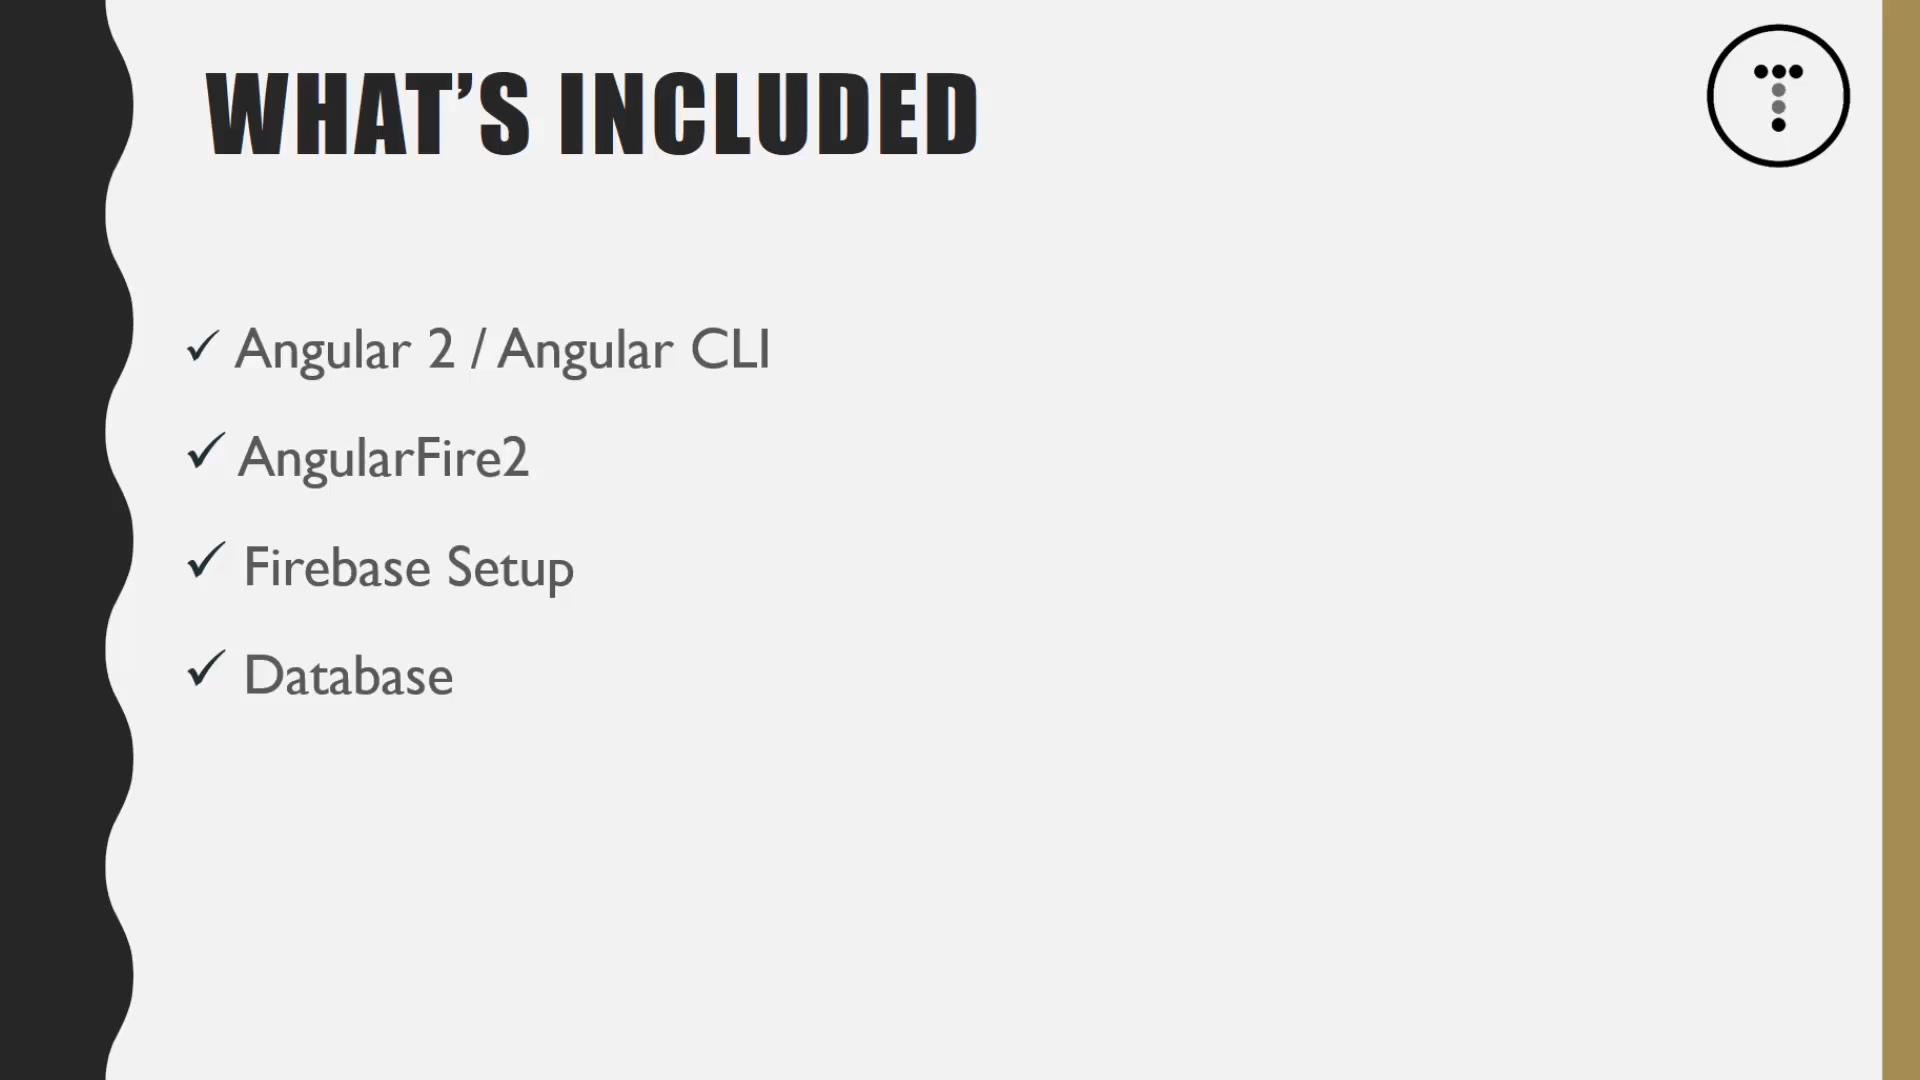 WHAT’S INCLUDED
Angular 2 / Angular CLI
AngularFire2
Firebase Setup
Database